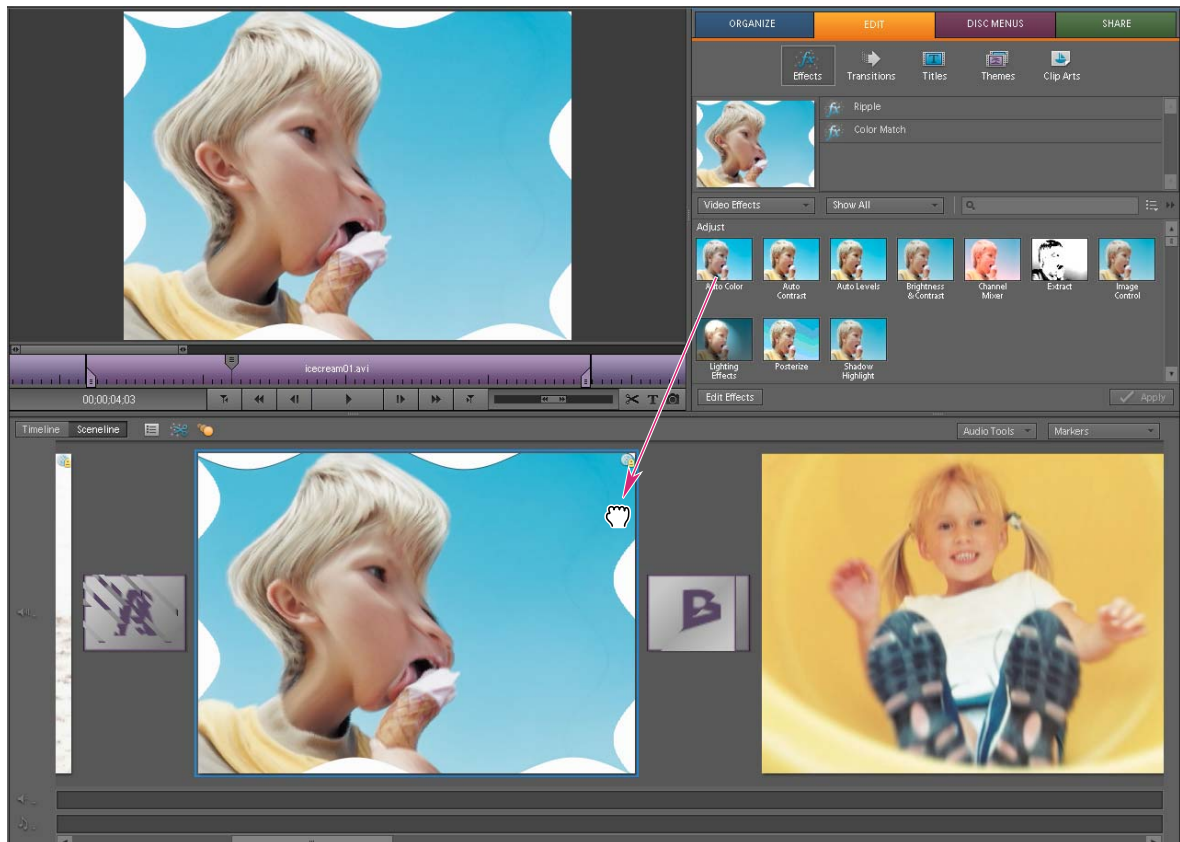 ORGANIZE EDIT DISC MENUS SHARE
Effects Transitions Titles Themes Clip Arts
fx Ripple
fx Color Match
Video Effects Show All
Adjust
Auto Color Auto Contrast Auto Levels Brightness & Contrast Channel Mixer Extract Image Control
Lighting Effects Posterize Shadow Highlight
icecream01.avi
00;00;04;03 T
Edit Effects Apply
Timeline Sceneline Audio Tools Markers
A B